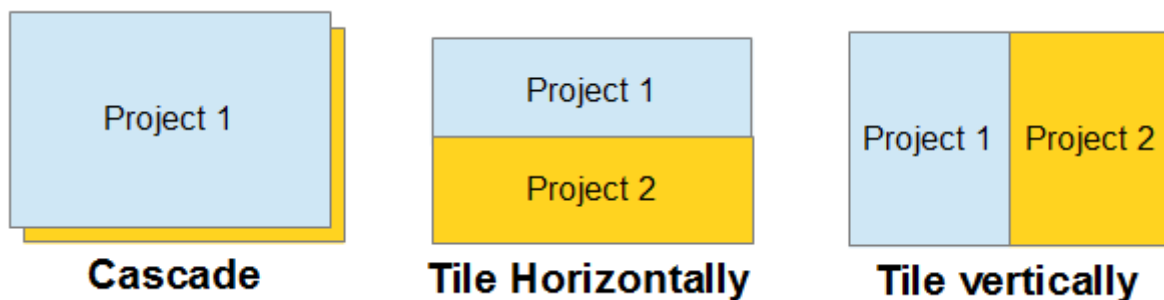 Project 1
Cascade
Project 1
Project 2
Tile Horizontally
Project 1 Project 2
Tile vertically